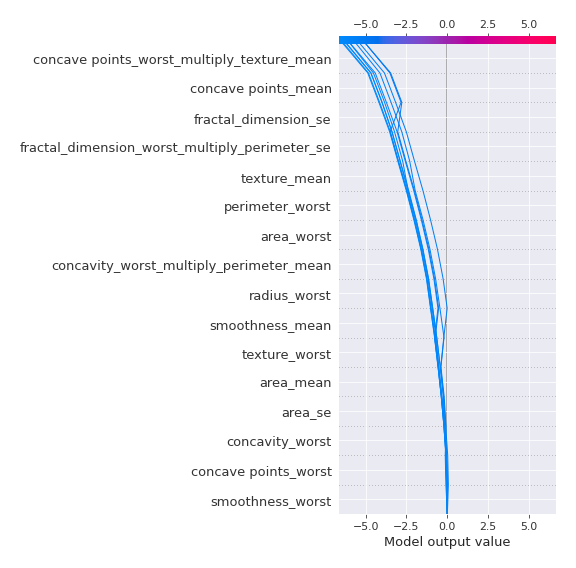 −5.0 −2.5 0.0 2.5 5.0
concave points_worst_multiply_texture_mean
concave points_mean
fractal_dimension_se
fractal_dimension_worst_multiply_perimeter_se
texture_mean
perimeter_worst
area_worst
concavity_worst_multiply_perimeter_mean
radius_worst
smoothness_mean
texture_worst
area_mean
area_se
concavity_worst
concave points_worst
smoothness_worst
−5.0 −2.5 0.0 2.5 5.0
Model output value